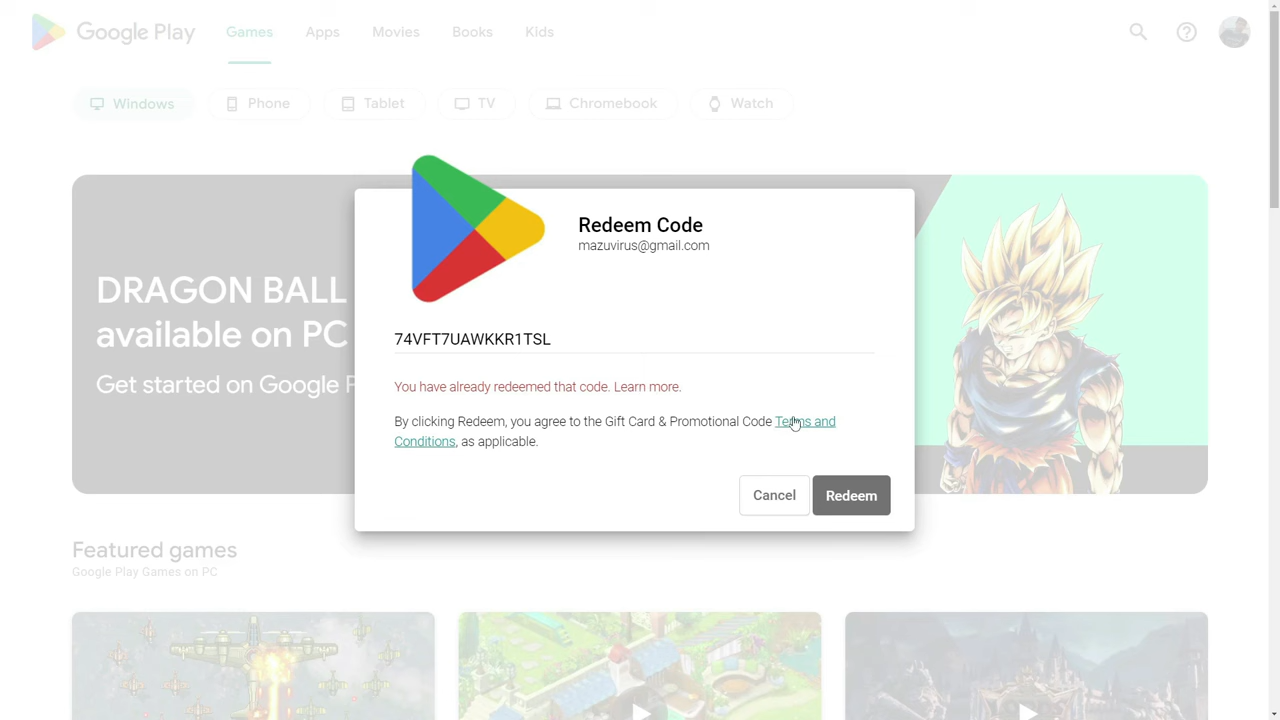 Google Play
Games
Apps
Movies
Books
Kids
Windows
Phone
Tablet
TV
Chromebook
Watch
DRAGON BALL
available on PC
Get started on Google P
Redeem Code
mazuvirus@gmail.com
74VFT7UAWKKR1TSL
You have already redeemed that code. Learn more.
By clicking Redeem, you agree to the Gift Card & Promotional Code Terms and
Conditions, as applicable.
Cancel
Redeem
Featured games
Google Play Games on PC